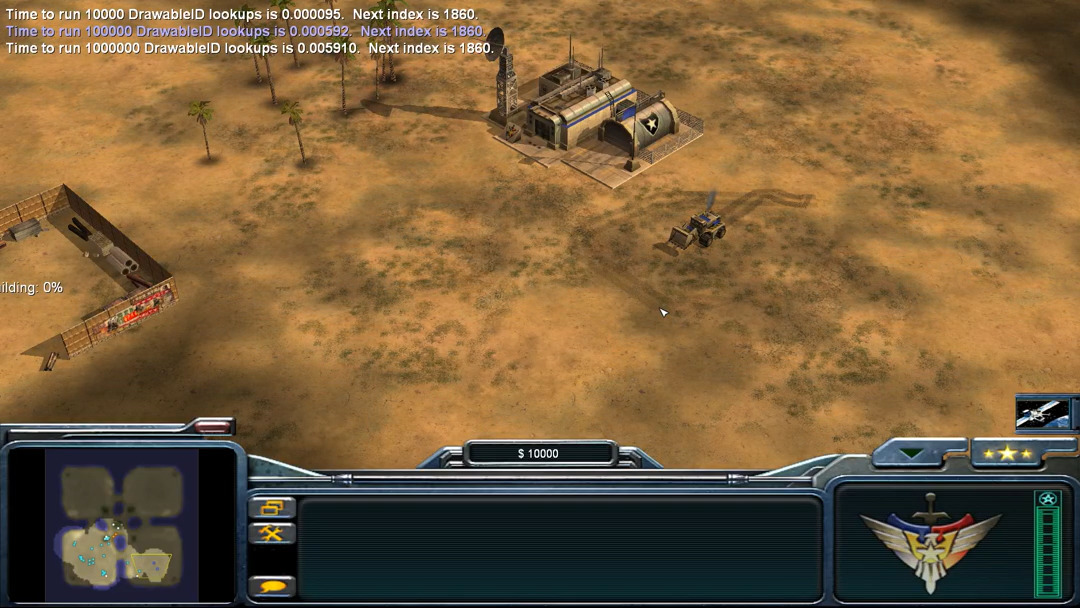 Time to run 10000 DrawableID lookups is 0.000095.  Next index is 1860.
Time to run 100000 DrawableID lookups is 0.000592.  Next index is 1860.
Time to run 1000000 DrawableID lookups is 0.005910.  Next index is 1860.
ilding: 0%
$ 10000